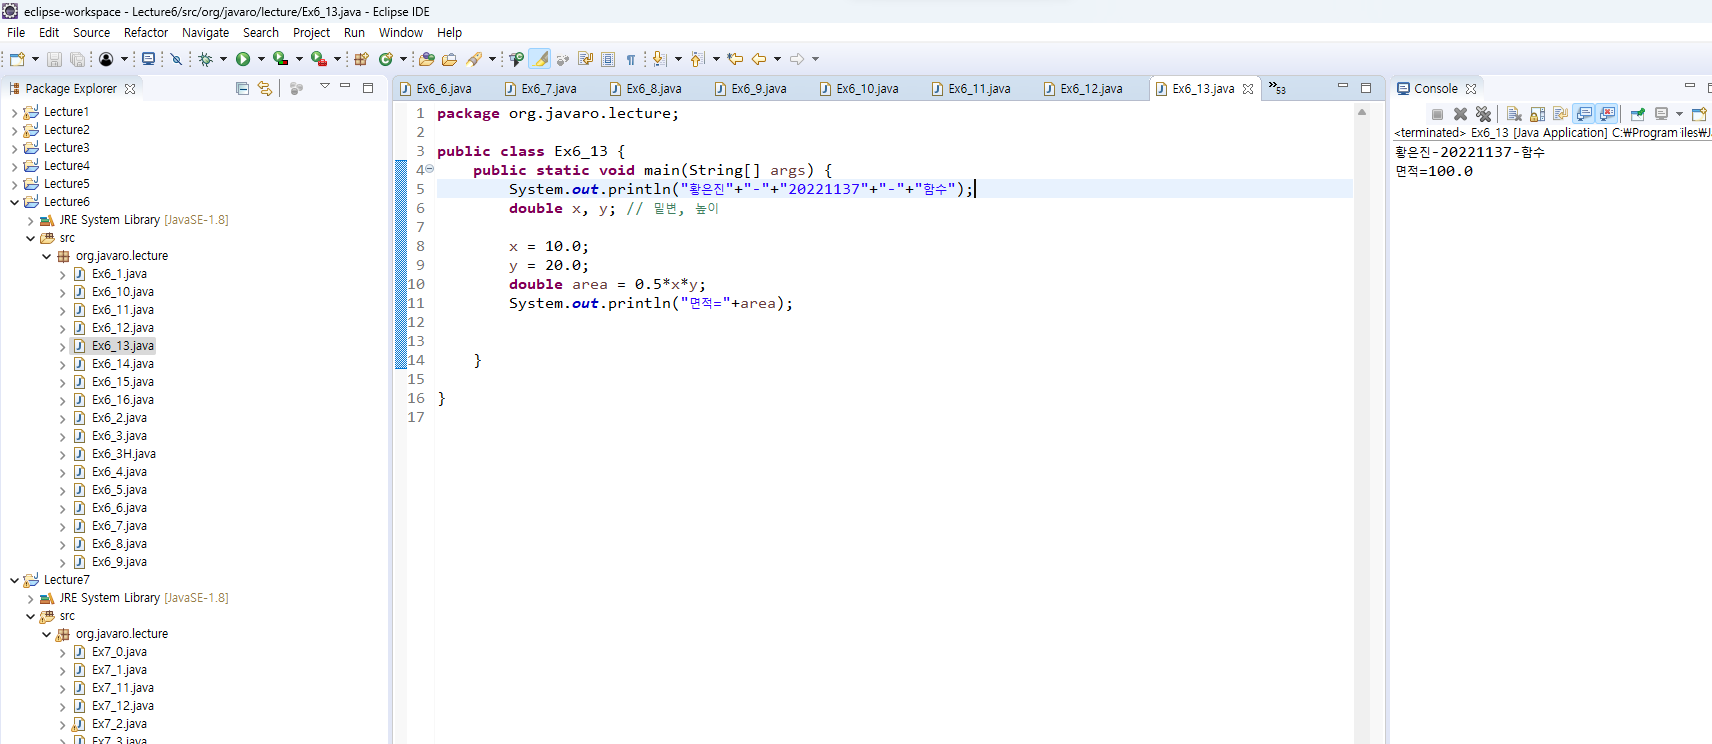 eclipse-workspace - Lecture6/src/org/javaro/lecture/Ex6_13.java - Eclipse IDE
File Edit Source Refactor Navigate Search Project Run Window Help
Package Explorer
Lecture1
Lecture2
Lecture3
Lecture4
Lecture5
Lecture6
JRE System Library [JavaSE-1.8]
src
org.javaro.lecture
Ex6_1.java
Ex6_10.java
Ex6_11.java
Ex6_12.java
Ex6_13.java
Ex6_14.java
Ex6_15.java
Ex6_16.java
Ex6_2.java
Ex6_3.java
Ex6_3H.java
Ex6_4.java
Ex6_5.java
Ex6_6.java
Ex6_7.java
Ex6_8.java
Ex6_9.java
Lecture7
JRE System Library [JavaSE-1.8]
src
org.javaro.lecture
Ex7_0.java
Ex7_1.java
Ex7_11.java
Ex7_12.java
Ex7_2.java
Ex7_3.java
Ex6_6.java Ex6_7.java Ex6_8.java Ex6_9.java Ex6_10.java Ex6_11.java Ex6_12.java Ex6_13.java »53
1 package org.javaro.lecture;
2
3 public class Ex6_13 {
4 public static void main(String[] args) {
5 System.out.println("황은진"+"-"+"20221137"+"-"+"함수");
6 double x, y; // 밑변, 높이
7
8 x = 10.0;
9 y = 20.0;
10 double area = 0.5*x*y;
11 System.out.println("면적="+area);
12
13
14 }
15
16 }
17
Console
<terminated> Ex6_13 [Java Application] C:₩Program iles₩J
황은진-20221137-함수
면적=100.0